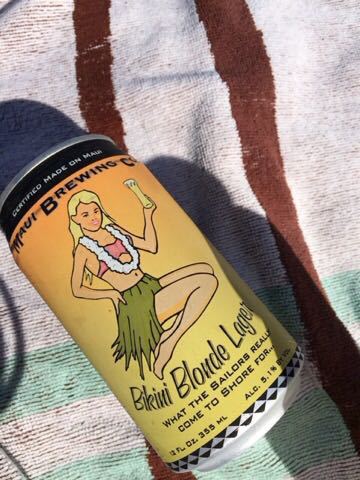 Certified Made on Maui
Maui Brewing Co
Bikini Blonde Lager
What the Sailors Really
Come to Shore For...
12 Fl Oz. 355 mL
Alc. 5.1%